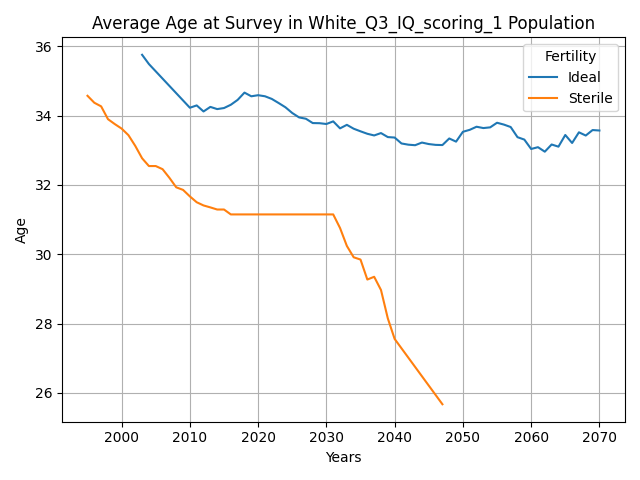 Average Age at Survey in White_Q3_IQ_scoring_1 Population
Fertility
Ideal
Sterile
Age
36
34
32
30
28
26
2000 2010 2020 2030 2040 2050 2060 2070
Years